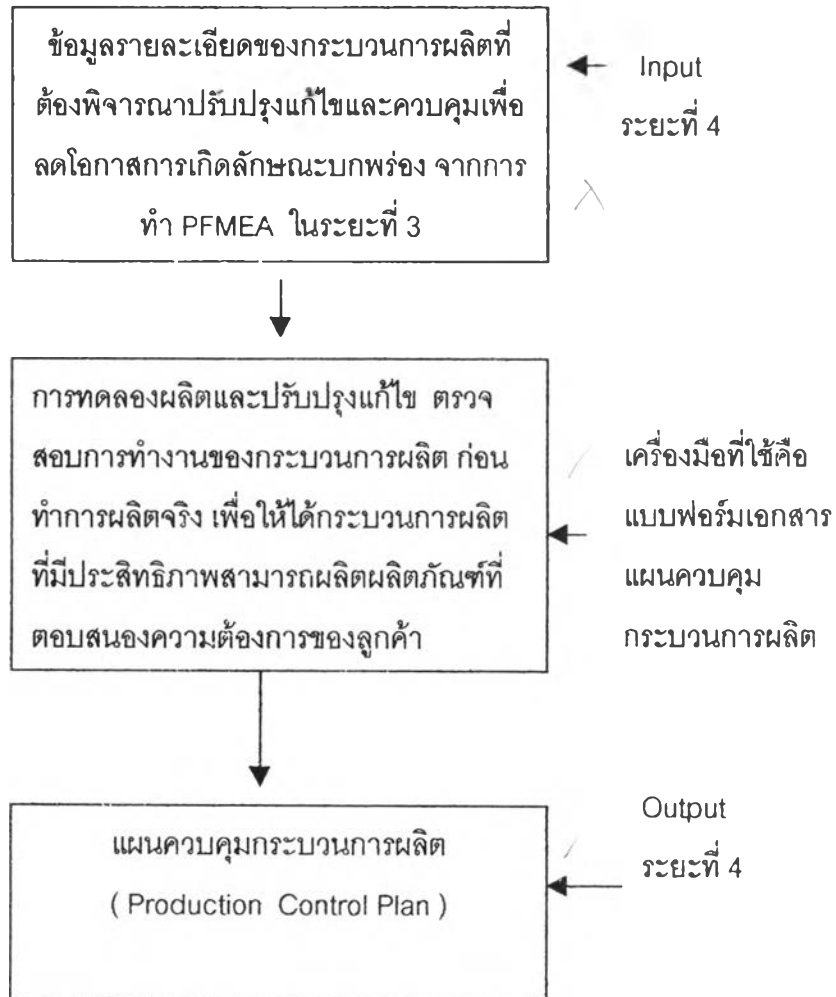 ข้อมูลรายละเอียดของกระบวนการผลิตที่
ต้องพิจารณาปรับปรุงแก้ไขและควบคุมเพื่อ
ลดโอกาสการเกิดลักษณะบกพร่อง จากการ
ทำ PFMEA ในระยะที่ 3
Input
ระยะที่ 4
การทดลองผลิตและปรับปรุงแก้ไข ตรวจ
สอบการทำงานของกระบวนการผลิต ก่อน
ทำการผลิตจริง เพื่อให้ได้กระบวนการผลิต
ที่มีประสิทธิภาพสามารถผลิตผลิตภัณฑ์ที่
ตอบสนองความต้องการของลูกค้า
เครื่องมือที่ใช้คือ
แบบฟอร์มเอกสาร
แผนควบคุม
กระบวนการผลิต
แผนควบคุมกระบวนการผลิต
( Production Control Plan )
Output
ระยะที่ 4